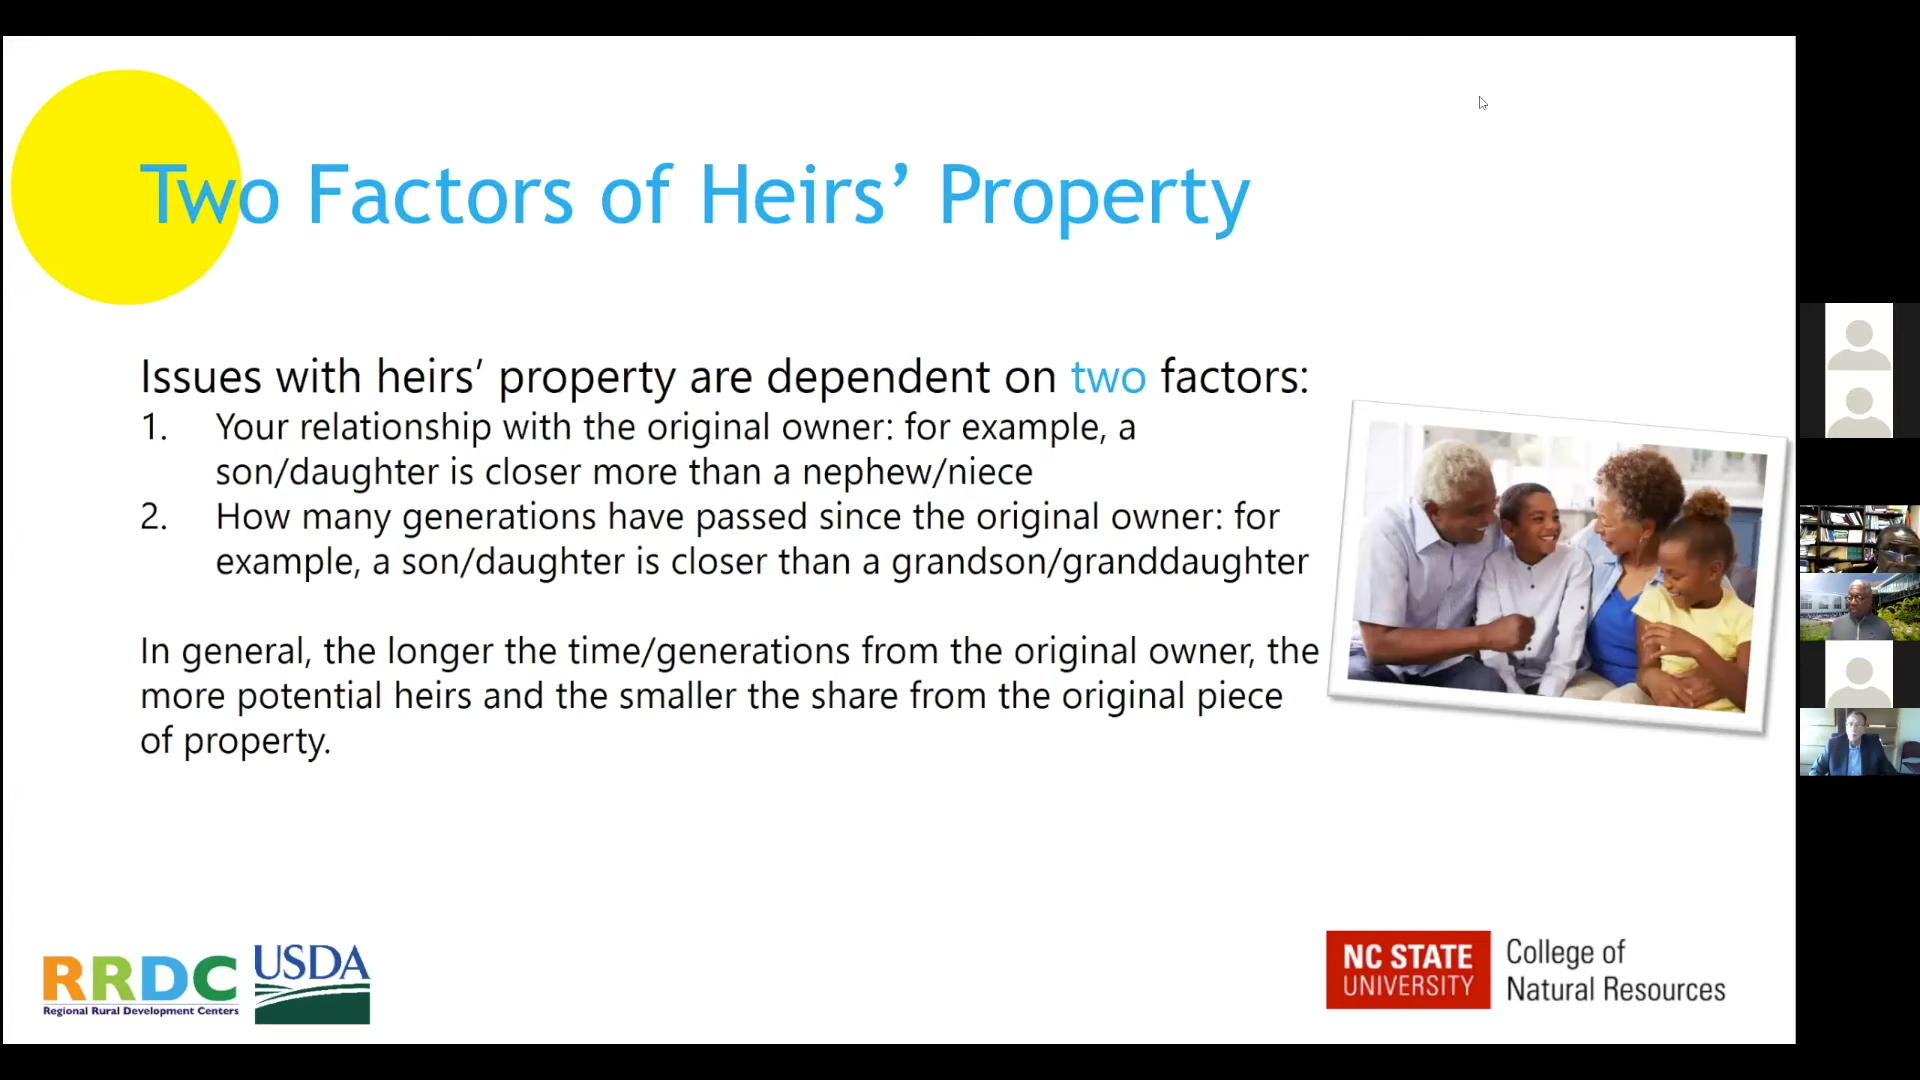 Two Factors of Heirs’ Property
Issues with heirs’ property are dependent on two factors:
1. Your relationship with the original owner: for example, a
son/daughter is closer more than a nephew/niece
2. How many generations have passed since the original owner: for
example, a son/daughter is closer than a grandson/granddaughter
In general, the longer the time/generations from the original owner, the
more potential heirs and the smaller the share from the original piece
of property.
RRDC
Regional Rural Development Centers
USDA
NC STATE
UNIVERSITY
College of
Natural Resources